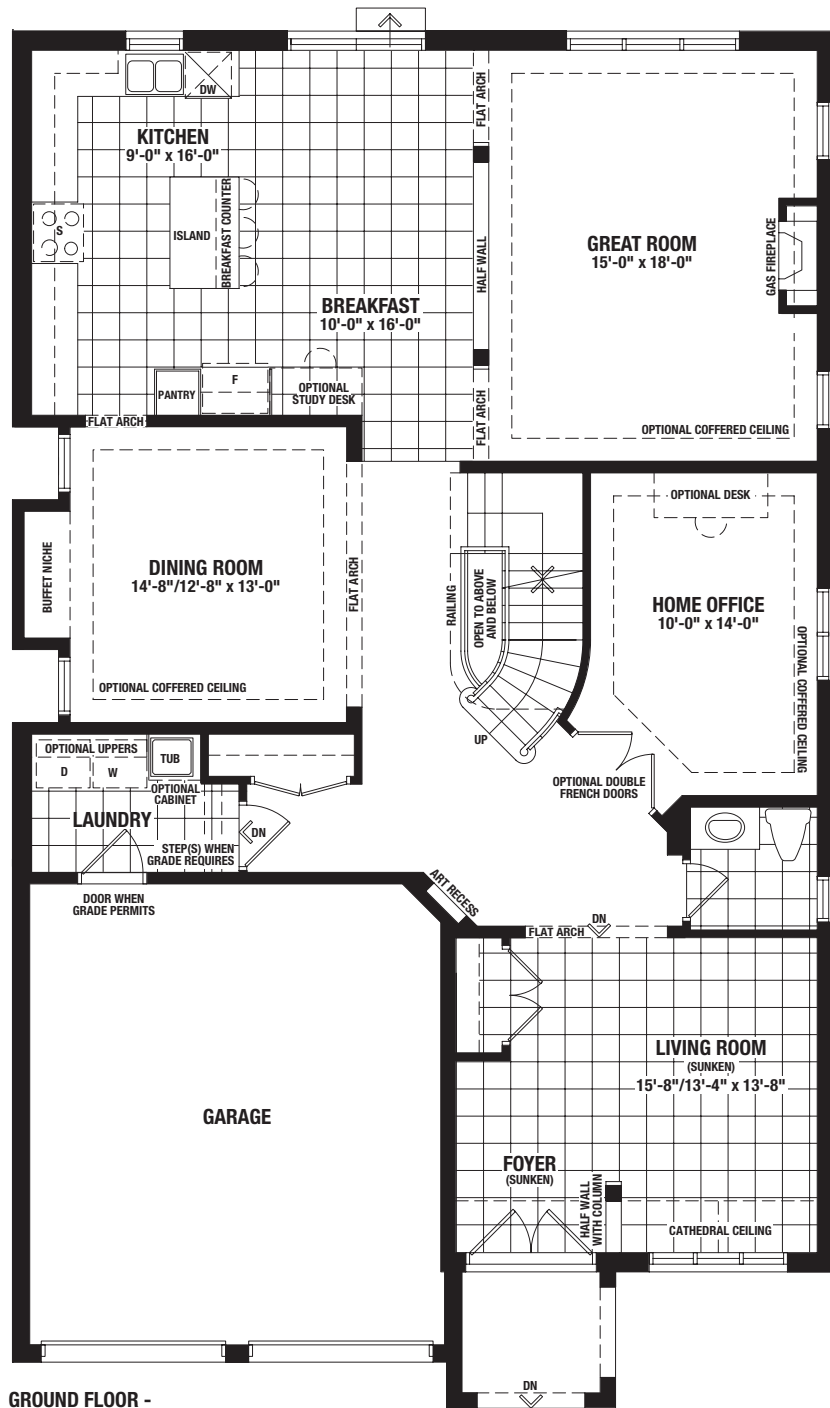 DW
FLAT ARCH
KITCHEN
9'-0" x 16'-0"
S
ISLAND
BREAKFAST COUNTER
HALF WALL
GREAT ROOM
15'-0" x 18'-0"
GAS FIREPLACE
BREAKFAST
10'-0" x 16'-0"
PANTRY
F
OPTIONAL
STUDY DESK
FLAT ARCH
FLAT ARCH
OPTIONAL COFFERED CEILING
BUFFET NICHE
DINING ROOM
14'-8"/12'-8" x 13'-0"
FLAT ARCH
OPTIONAL COFFERED CEILING
RAILING
OPEN TO ABOVE
AND BELOW
UP
OPTIONAL DESK
HOME OFFICE
10'-0" x 14'-0"
OPTIONAL COFFERED CEILING
OPTIONAL DOUBLE
FRENCH DOORS
OPTIONAL UPPERS
D
W
TUB
OPTIONAL
CABINET
LAUNDRY
DN
STEP(S) WHEN
GRADE REQUIRES
DOOR WHEN
GRADE PERMITS
ART RECESS
DN
FLAT ARCH
LIVING ROOM
(SUNKEN)
15'-8"/13'-4" x 13'-8"
GARAGE
FOYER
(SUNKEN)
HALF WALL
WITH COLUMN
CATHEDRAL CEILING
DN
GROUND FLOOR -